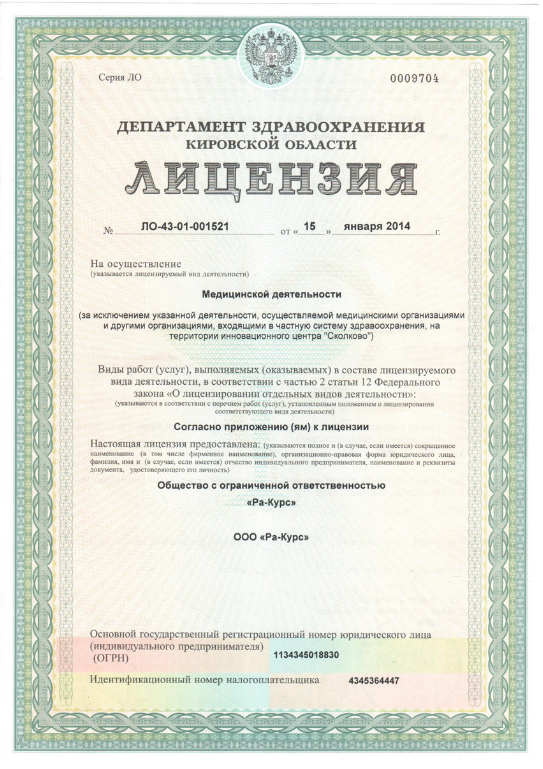 Серия ЛО 0009704
ДЕПАРТАМЕНТ ЗДРАВООХРАНЕНИЯ
КИРОВСКОЙ ОБЛАСТИ
ЛИЦЕНЗИЯ
№ ЛО-43-01-001521 от « 15 » января 2014 г.
На осуществление
(указывается лицензируемый вид деятельности)
Медицинской деятельности
(за исключением указанной деятельности, осуществляемой медицинскими организациями
и другими организациями, входящими в частную систему здравоохранения, на
территории инновационного центра "Сколково")
Виды работ (услуг), выполняемых (оказываемых) в составе лицензируемого
вида деятельности, в соответствии с частью 2 статьи 12 Федерального
закона «О лицензировании отдельных видов деятельности»:
(указываются в соответствии с перечнем работ (услуг), установленным положением о лицензировании
соответствующего вида деятельности)
Согласно приложению (ям) к лицензии
Настоящая лицензия предоставлена: (указываются полное и (в случае, если имеется) сокращенное
наименование (в том числе фирменное наименование), организационно-правовая форма юридического лица,
фамилия, имя и (в случае, если имеется) отчество индивидуального предпринимателя, наименование и реквизиты
документа, удостоверяющего его личность)
Общество с ограниченной ответственностью
«Ра-Курс»
ООО «Ра-Курс»
Основной государственный регистрационный номер юридического лица
(индивидуального предпринимателя)
(ОГРН) 1134345018830
Идентификационный номер налогоплательщика 4345364447